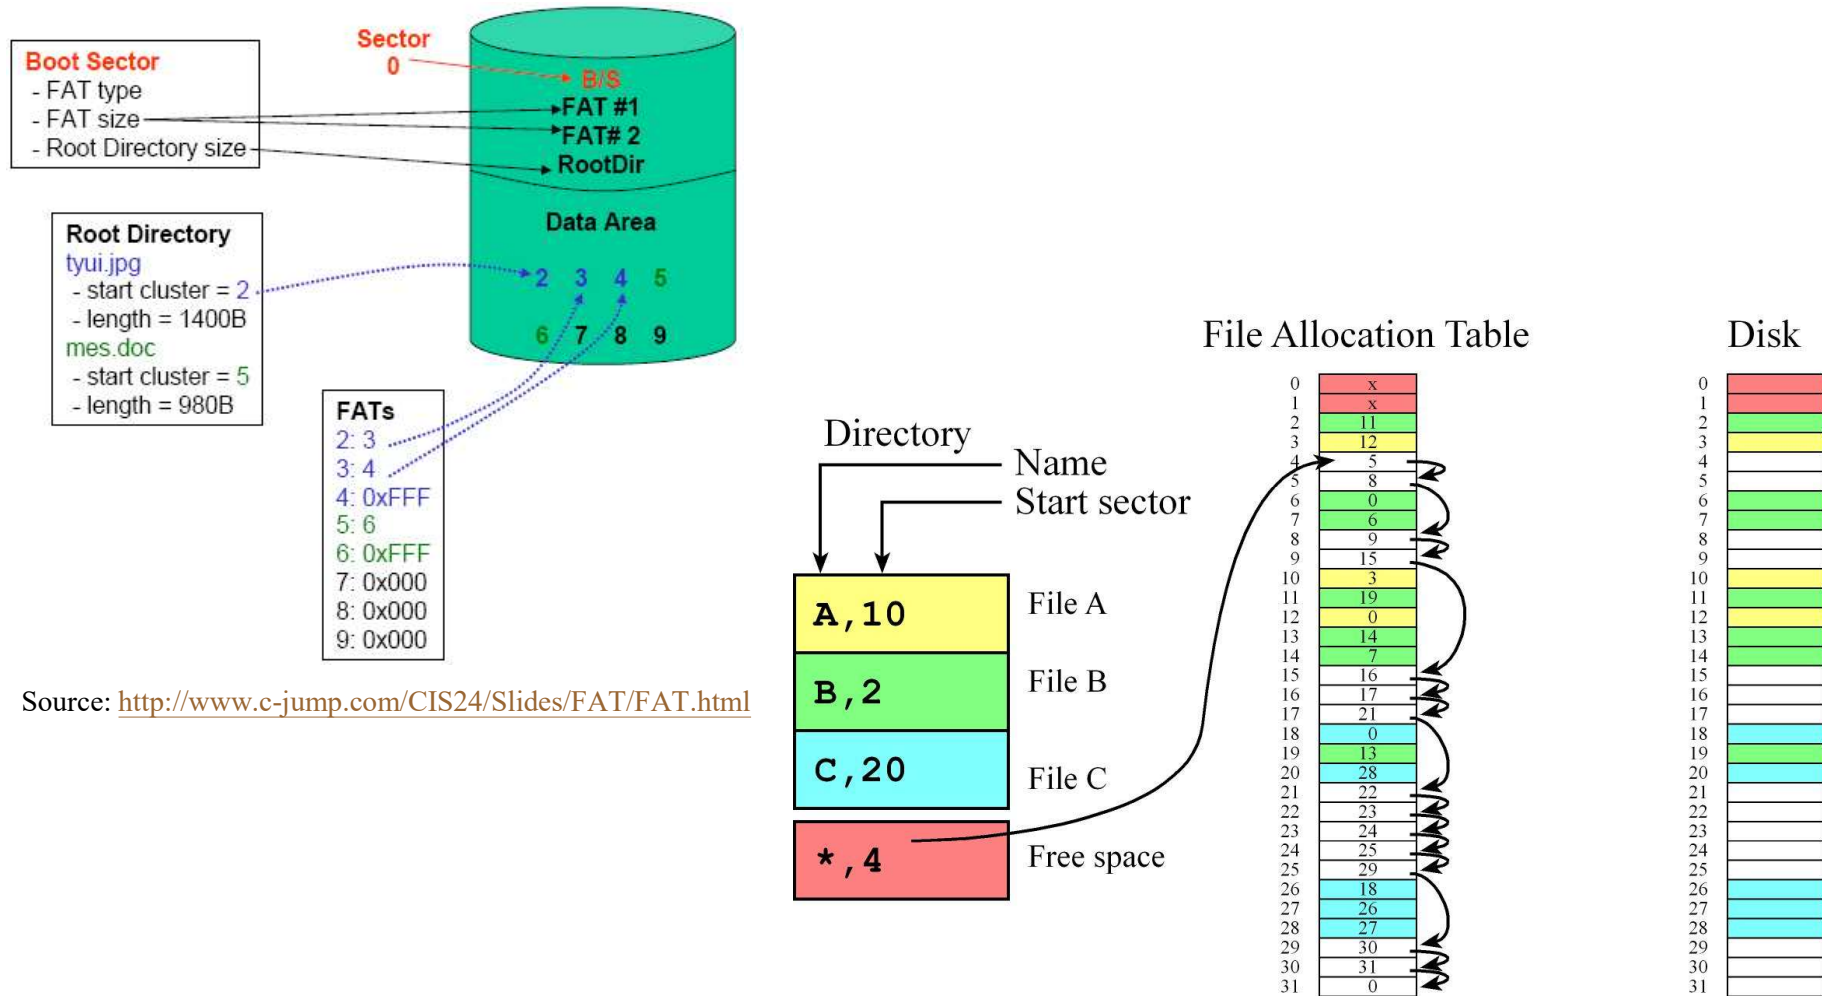 Boot Sector
- FAT type
- FAT size
- Root Directory size
Sector
0
B/S
FAT #1
FAT# 2
RootDir
Data Area
2 3 4 5
6 7 8 9
Root Directory
tyui.jpg
- start cluster = 2
- length = 1400B
mes.doc
- start cluster = 5
- length = 980B
FATs
2: 3
3: 4
4: 0xFFF
5: 6
6: 0xFFF
7: 0x000
8: 0x000
9: 0x000
Source: http://www.c-jump.com/CIS24/Slides/FAT/FAT.html
Directory
Name
Start sector
A,10
File A
B,2
File B
C,20
File C
*,4
Free space
File Allocation Table
0 x
1 x
2 11
3 12
4 5
5 8
6 0
7 6
8 9
9 15
10 3
11 19
12 0
13 14
14 7
15 16
16 17
17 21
18 0
19 13
20 28
21 22
22 23
23 24
24 25
25 29
26 18
27 26
28 27
29 30
30 31
31 0
Disk
0
1
2
3
4
5
6
7
8
9
10
11
12
13
14
15
16
17
18
19
20
21
22
23
24
25
26
27
28
29
30
31